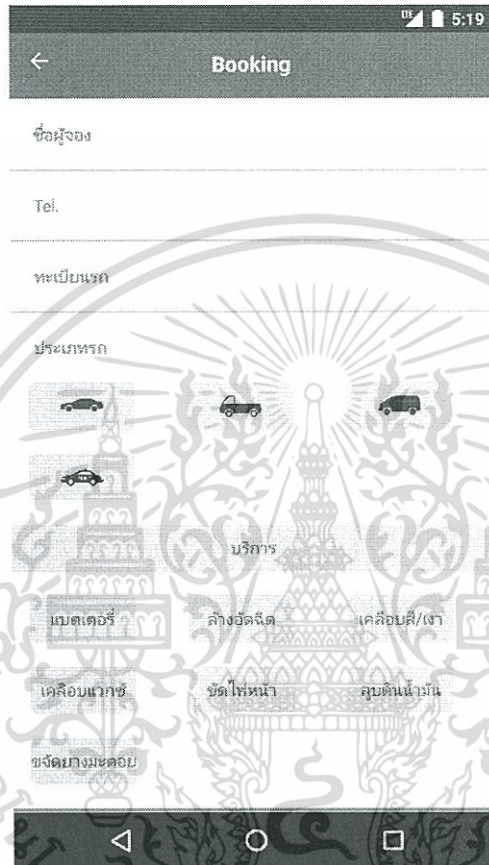 LTE 5:19
Booking
ชื่อผู้จอง
Tel.
ทะเบียนรถ
ประเภทรถ
บริการ
แบตเตอรี่ ล้างอัดฉีด เคลือบสี/เงา
เคลือบแวกซ์ ขัดไฟหน้า ลูบดินน้ำมัน
ขจัดยางมะตอย